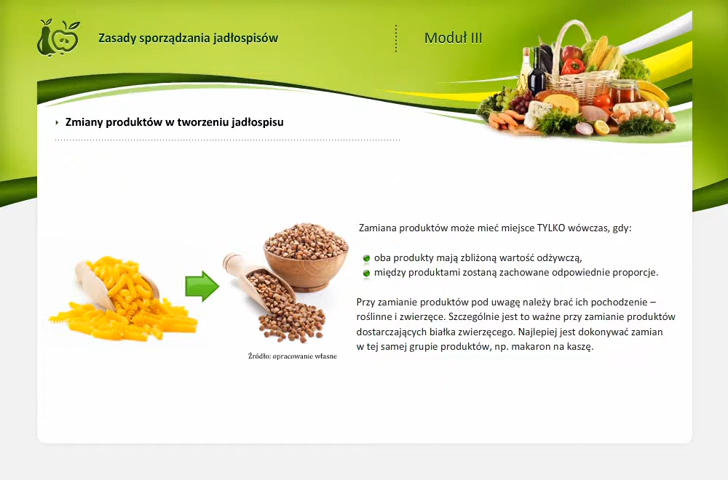 Zasady sporządzania jadłospisów
Moduł III
Zmiany produktów w tworzeniu jadłospisu
Zamiana produktów może mieć miejsce TYLKO wówczas, gdy:
oba produkty mają zbliżoną wartość odżywczą,
między produktami zostaną zachowane odpowiednie proporcje.
Przy zamianie produktów pod uwagę należy brać ich pochodzenie –
roślinne i zwierzęce. Szczególnie jest to ważne przy zamianie produktów
dostarczających białka zwierzęcego. Najlepiej jest dokonywać zamian
w tej samej grupie produktów, np. makaron na kaszę.
Źródło: opracowanie własne